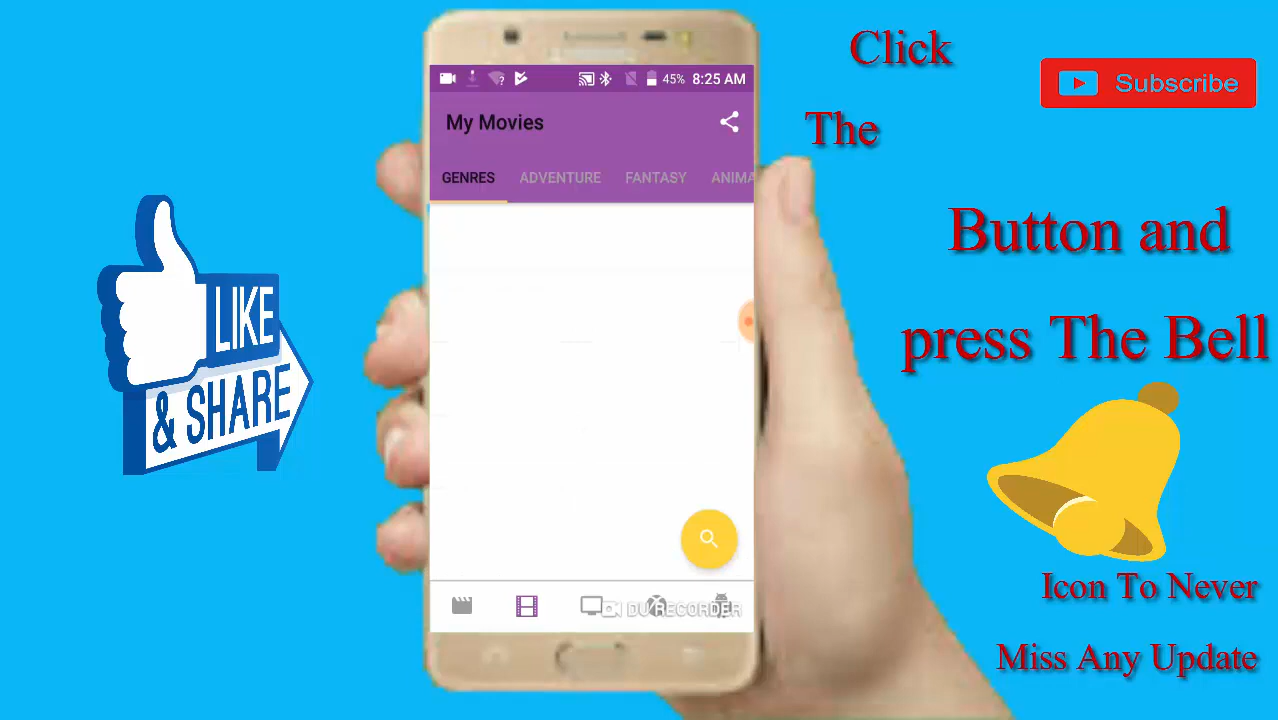 45% 8:25 AM
My Movies
GENRES ADVENTURE FANTASY ANIMA
DU RECORDER
LIKE
& SHARE
Click
Subscribe
The
Button and
press The Bell
Icon To Never
Miss Any Update